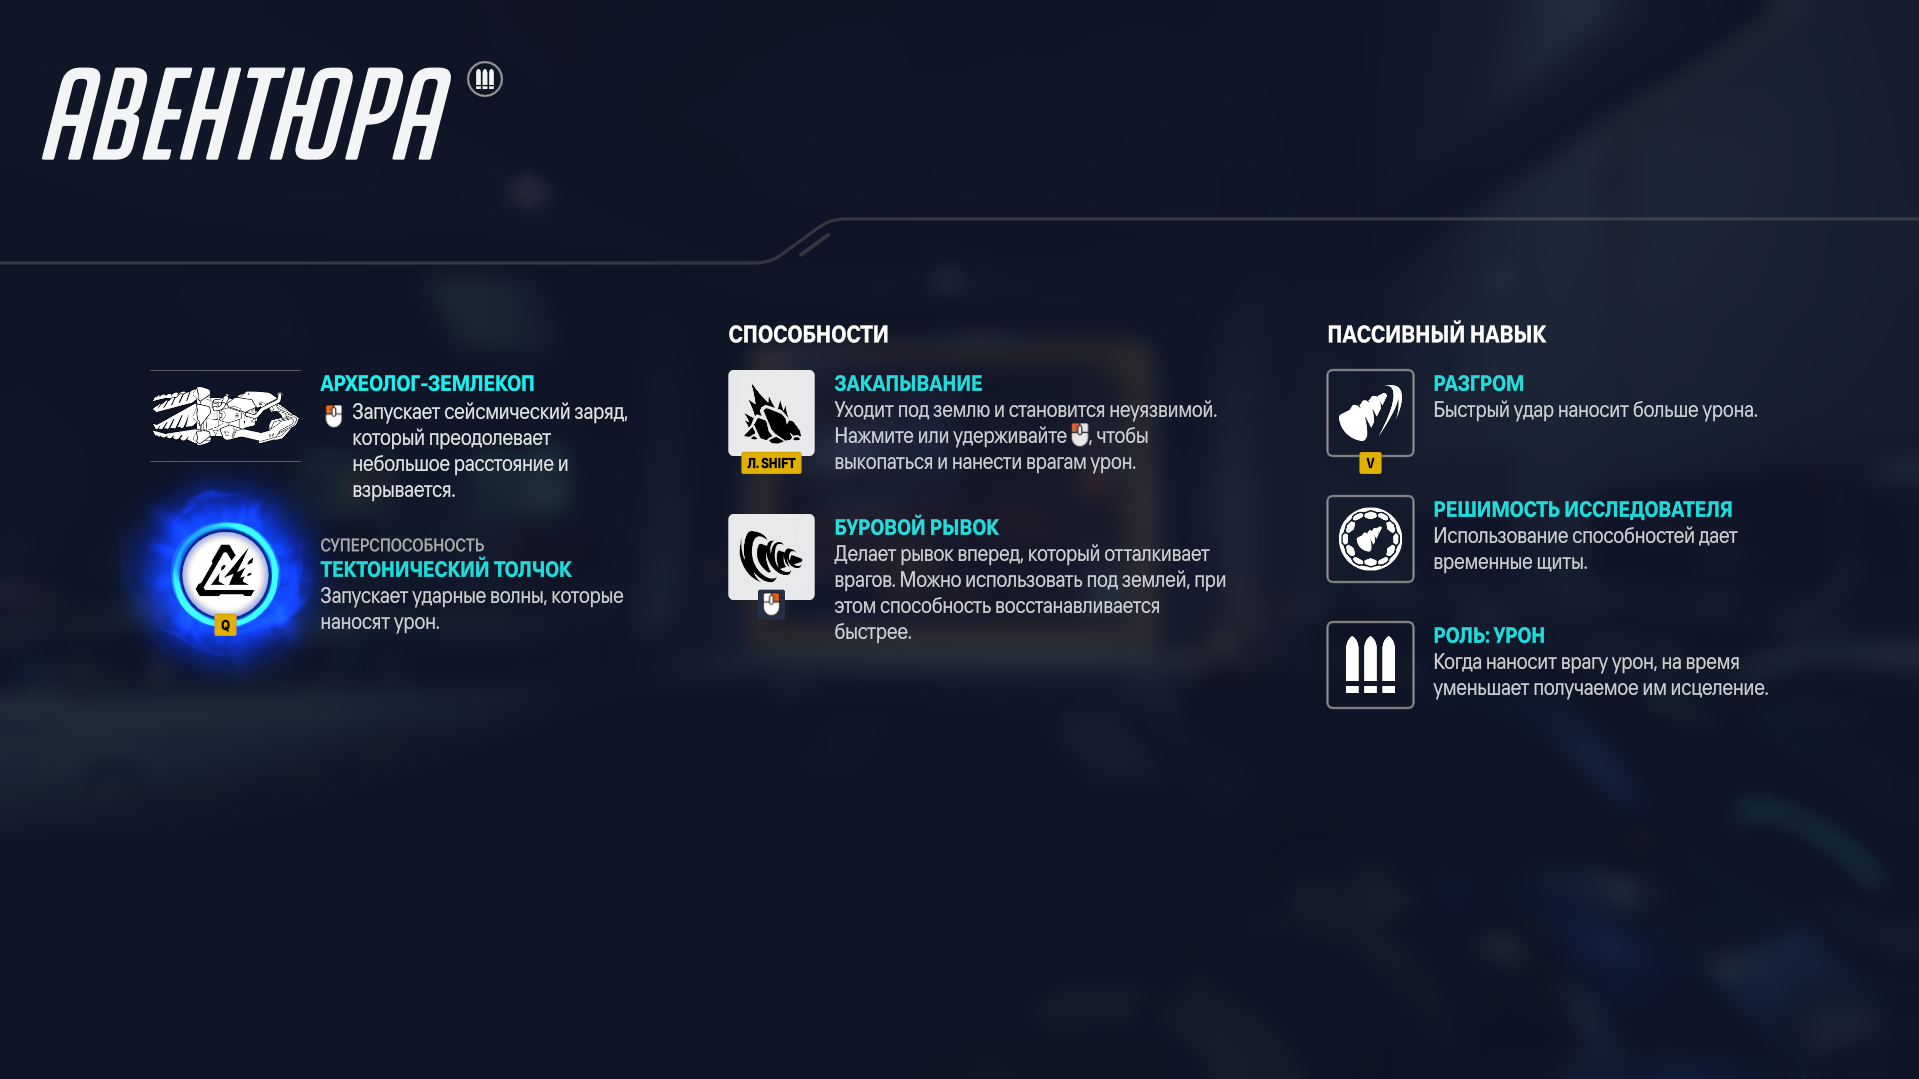 АВЕНТЮРА
АРХЕОЛОГ-ЗЕМЛЕКОП
Запускает сейсмический заряд,
который преодолевает
небольшое расстояние и
взрывается.
СУПЕРСПОСОБНОСТЬ
ТЕКТОНИЧЕСКИЙ ТОЛЧОК
Запускает ударные волны, которые
наносят урон.
Q
СПОСОБНОСТИ
ЗАКАПЫВАНИЕ
Уходит под землю и становится неуязвимой.
Нажмите или удерживайте , чтобы
выкопаться и нанести врагам урон.
Л. SHIFT
БУРОВОЙ РЫВОК
Делает рывок вперед, который отталкивает
врагов. Можно использовать под землей, при
этом способность восстанавливается
быстрее.
ПАССИВНЫЙ НАВЫК
РАЗГРОМ
Быстрый удар наносит больше урона.
V
РЕШИМОСТЬ ИССЛЕДОВАТЕЛЯ
Использование способностей дает
временные щиты.
РОЛЬ: УРОН
Когда наносит врагу урон, на время
уменьшает получаемое им исцеление.